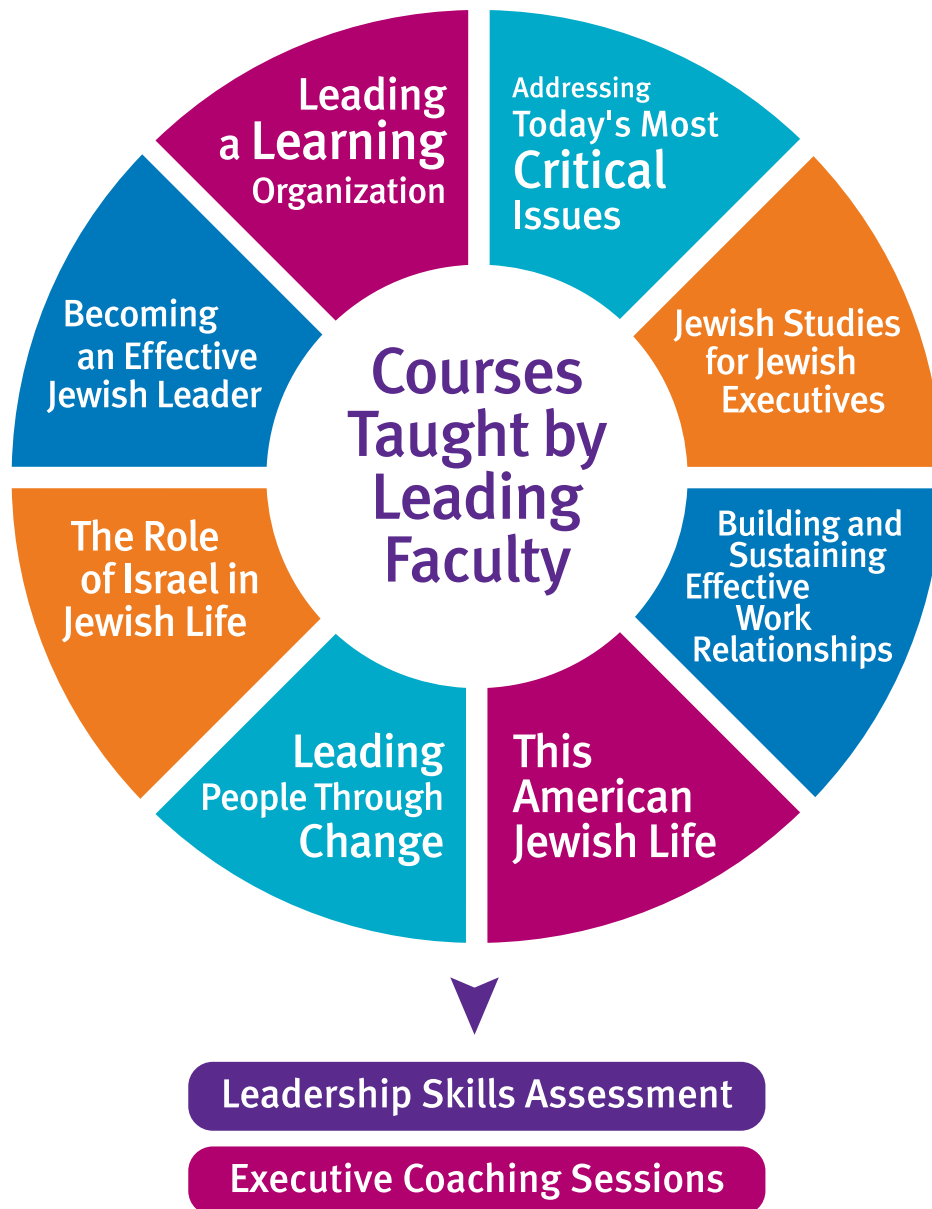 Leading
a Learning
Organization
Addressing
Today's Most
Critical
Issues
Jewish Studies
for Jewish
Executives
Building and
Sustaining
Effective
Work
Relationships
This
American
Jewish Life
Leading
People Through
Change
The Role
of Israel in
Jewish Life
Becoming
an Effective
Jewish Leader
Courses
Taught by
Leading
Faculty
Leadership Skills Assessment
Executive Coaching Sessions